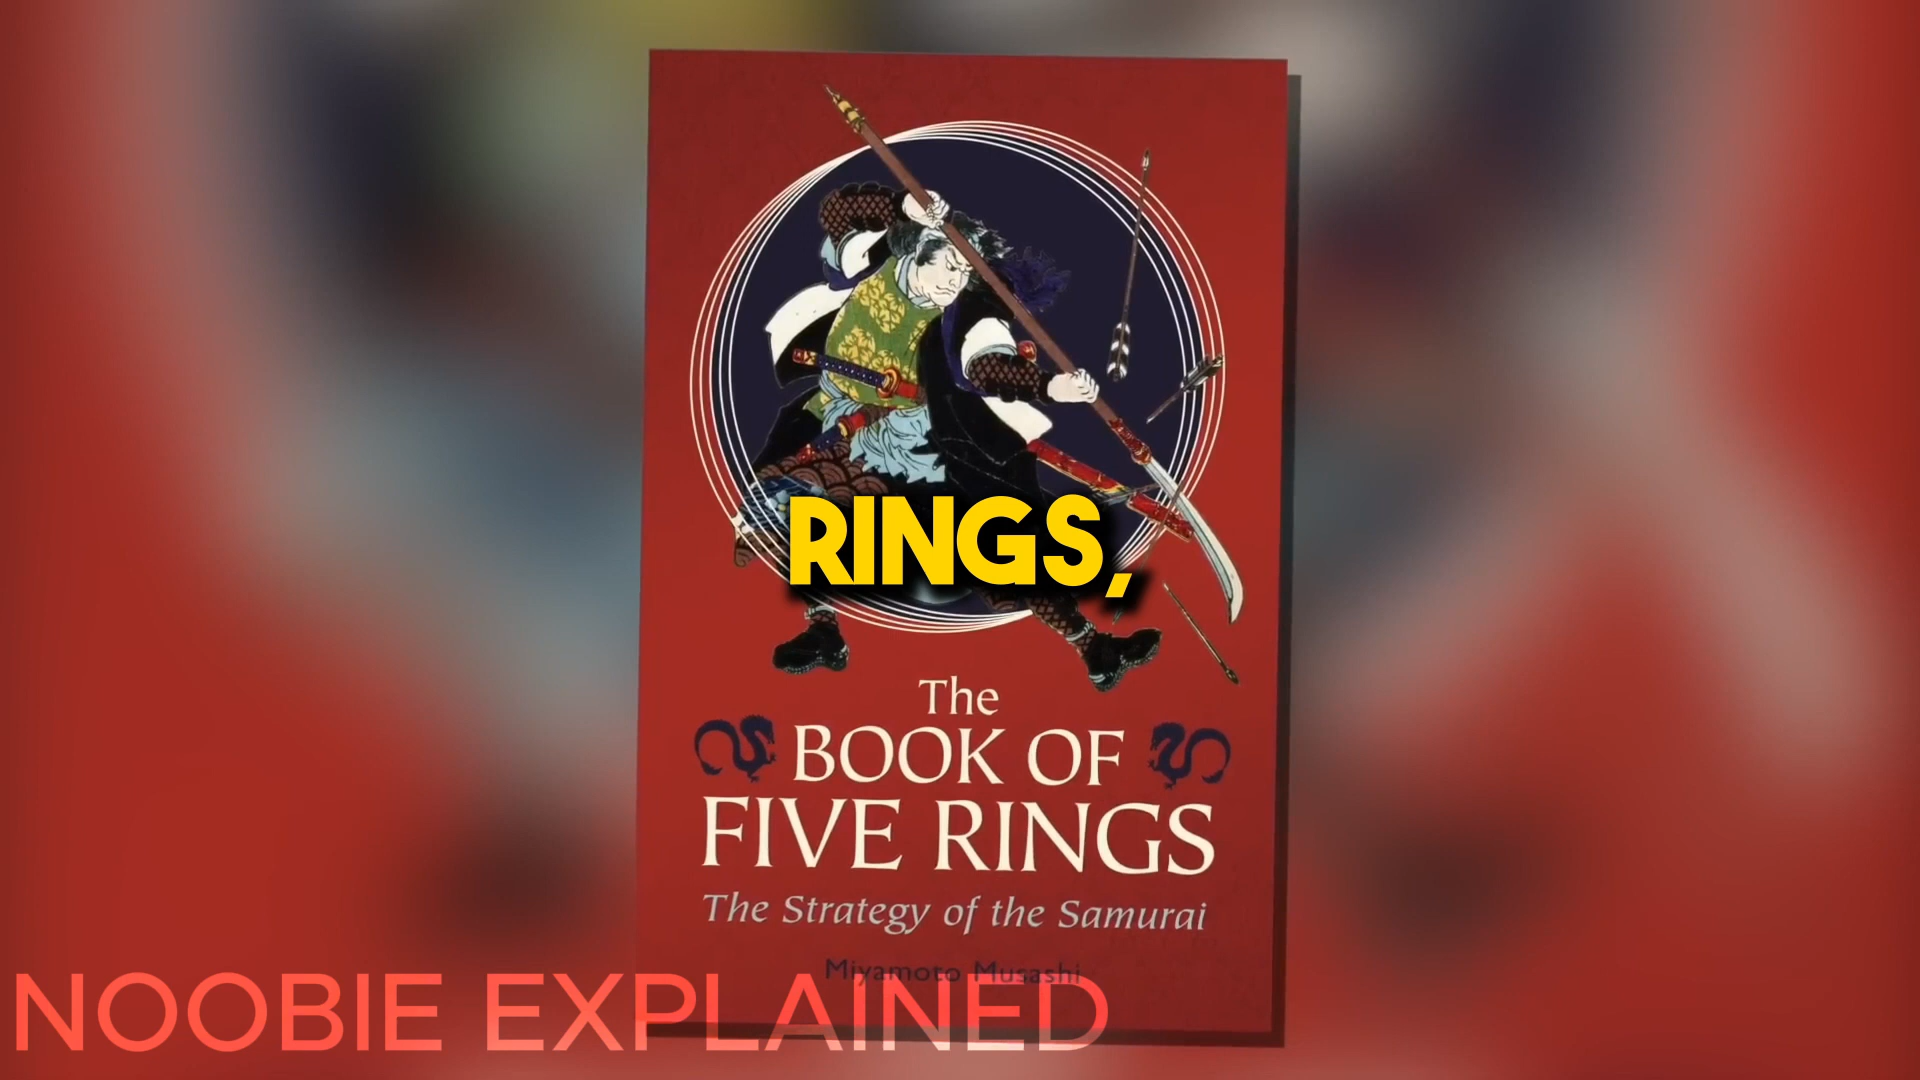 RINGS,
The
BOOK OF
FIVE RINGS
The Strategy of the Samurai
Miyamoto Musashi
NOOBIE EXPLAINED